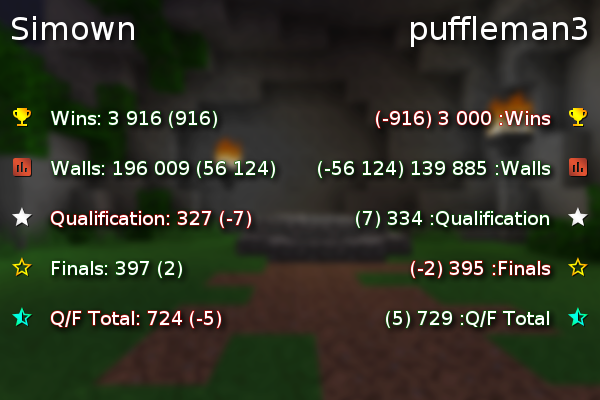 Simown puffleman3
Wins: 3 916 (916) (-916) 3 000 :Wins
Walls: 196 009 (56 124) (-56 124) 139 885 :Walls
Qualification: 327 (-7) (7) 334 :Qualification
Finals: 397 (2) (-2) 395 :Finals
Q/F Total: 724 (-5) (5) 729 :Q/F Total